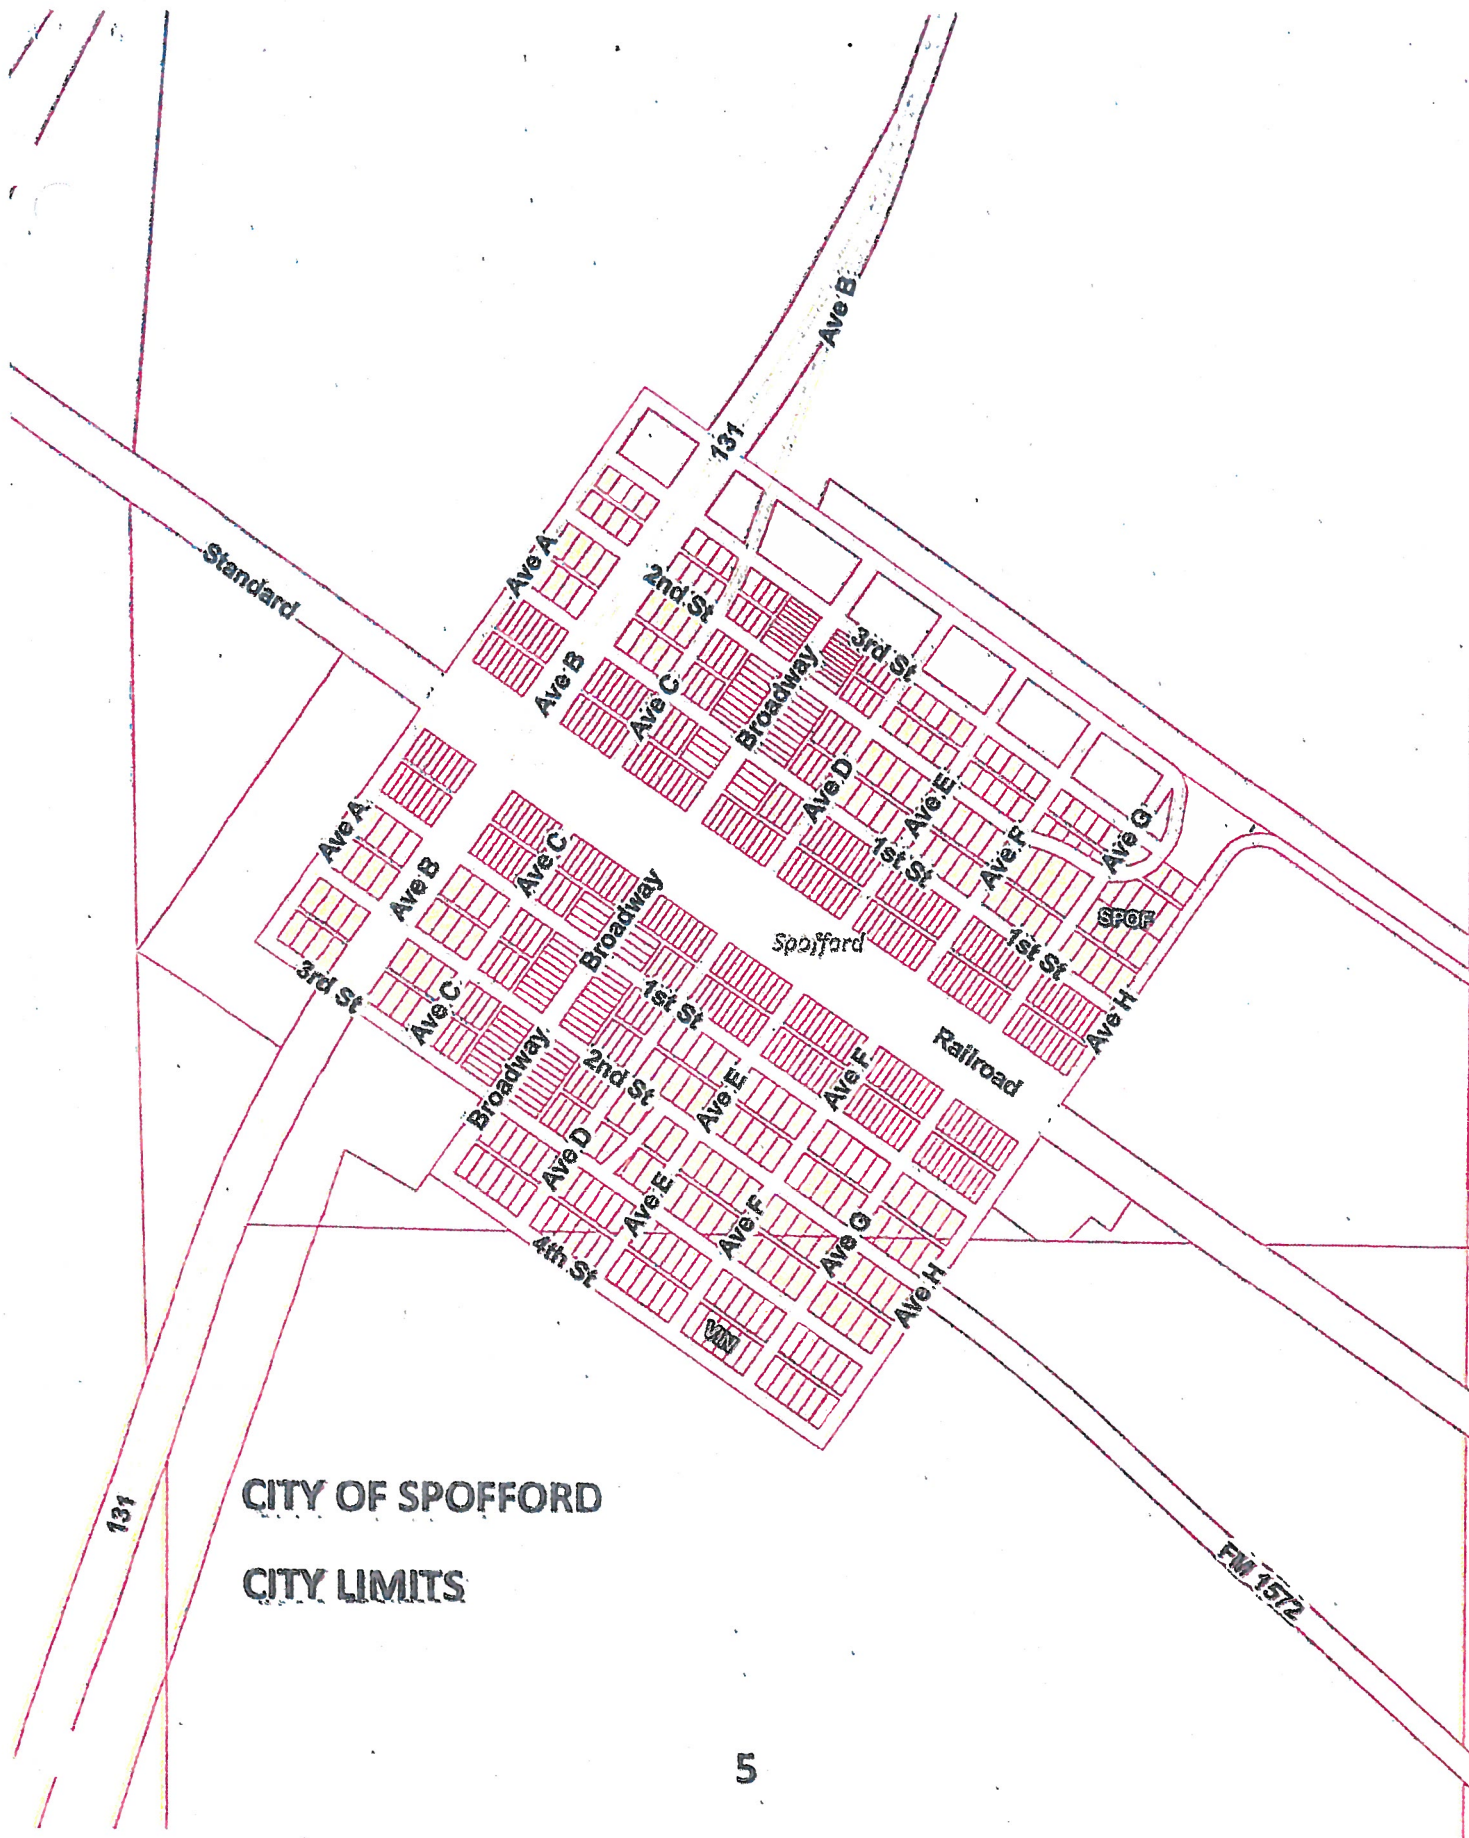 Ave B
131
Ave A
Standard
2nd St
3rd St
Ave B
Ave C
Broadway
Ave D
Ave E
Ave A
Ave G
Ave F
1st St
Ave B
Ave C
Broadway
SPOF
Spofford
1st St
3rd St
Ave C
1st St
Ave H
Railroad
Broadway
2nd St
Ave E
Ave F
Ave D
Ave E
Ave F
Ave G
4th St
Ave H
VIN
CITY OF SPOFFORD
131
FM 1572
CITY LIMITS
5